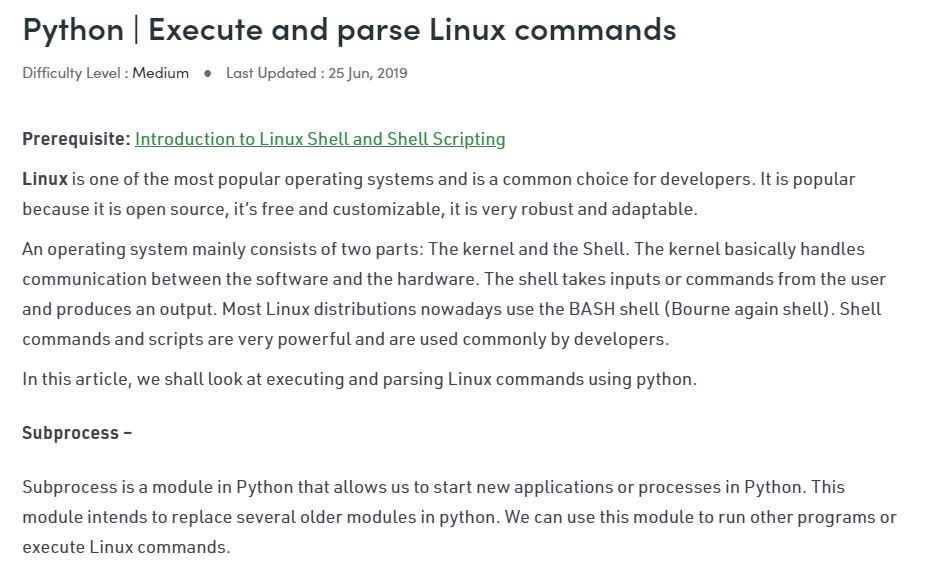 Python | Execute and parse Linux commands
Difficulty Level : Medium ● Last Updated : 25 Jun, 2019
Prerequisite: Introduction to Linux Shell and Shell Scripting
Linux is one of the most popular operating systems and is a common choice for developers. It is popular
because it is open source, it’s free and customizable, it is very robust and adaptable.
An operating system mainly consists of two parts: The kernel and the Shell. The kernel basically handles
communication between the software and the hardware. The shell takes inputs or commands from the user
and produces an output. Most Linux distributions nowadays use the BASH shell (Bourne again shell). Shell
commands and scripts are very powerful and are used commonly by developers.
In this article, we shall look at executing and parsing Linux commands using python.
Subprocess –
Subprocess is a module in Python that allows us to start new applications or processes in Python. This
module intends to replace several older modules in python. We can use this module to run other programs or
execute Linux commands.